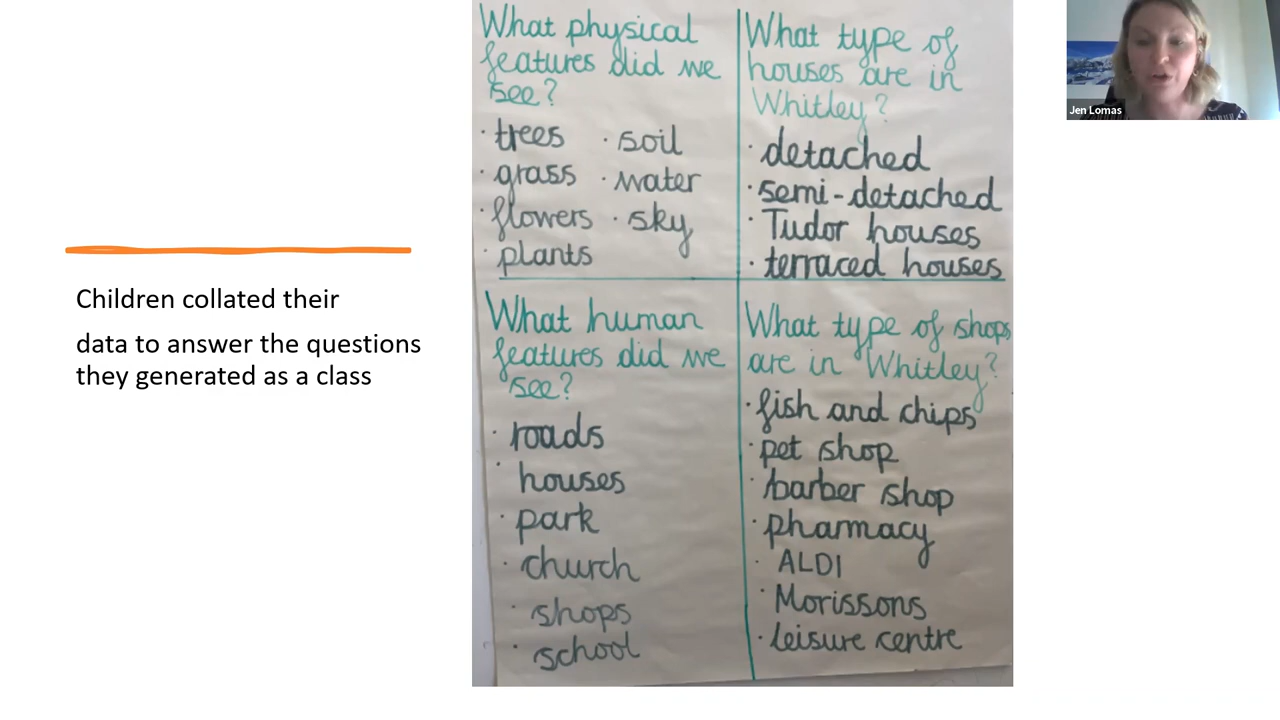 Children collated their
data to answer the questions
they generated as a class
What physical
features did we
see?
· trees · soil
· grass · water
· flowers · sky
· plants
What type of
houses are in
Whitley?
· detached
· semi-detached
· Tudor houses
· terraced houses
What human
features did we
see?
· roads
· houses
· park
· church
· shops
· school
What type of shops
are in Whitley?
· fish and chips
· pet shop
· barber shop
· pharmacy
· ALDI
· Morissons
· leisure centre
Jen Lomas